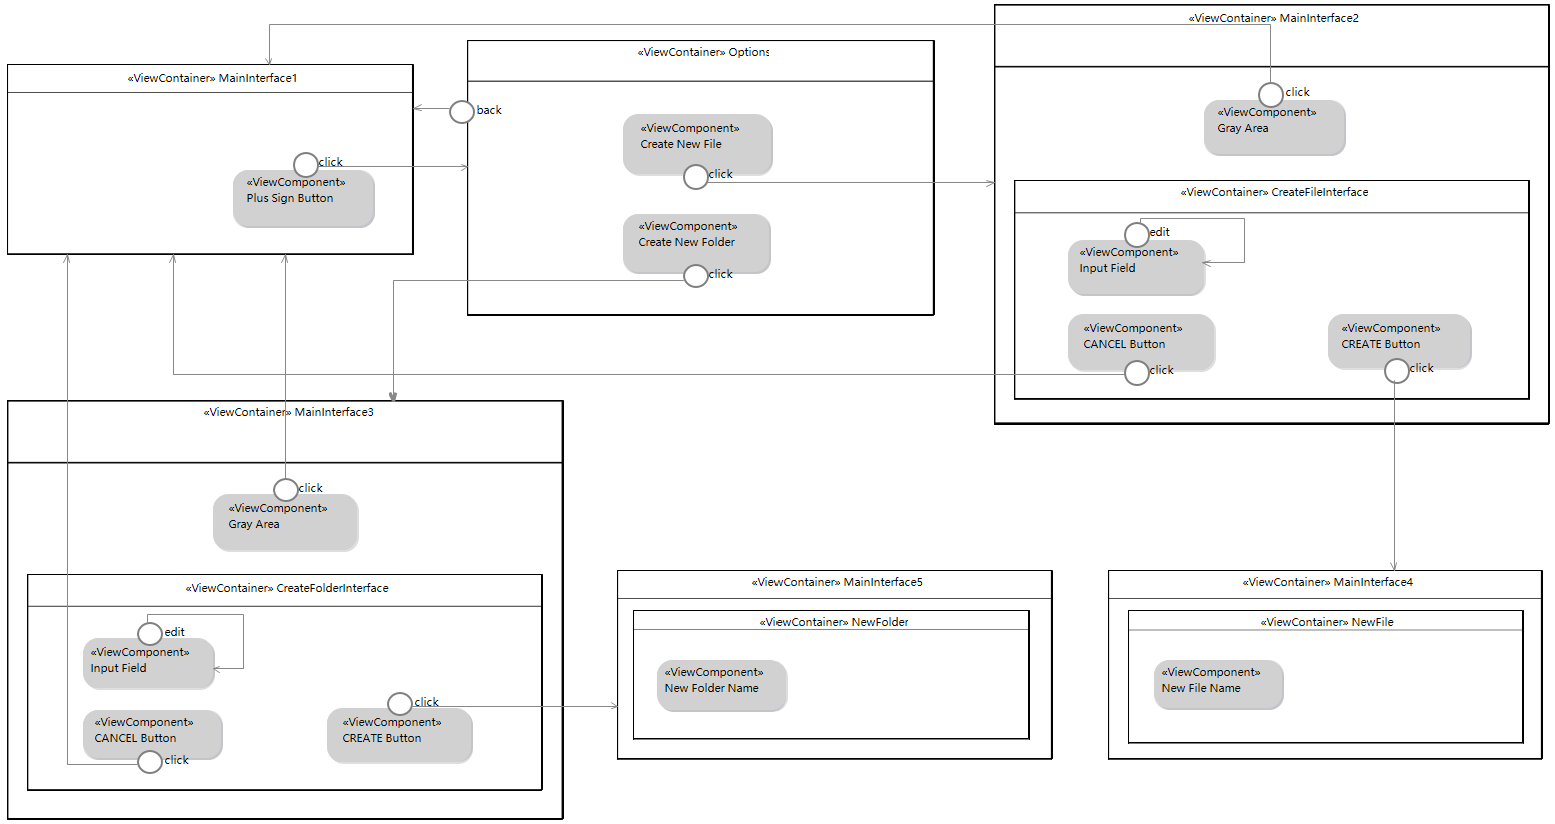 «ViewContainer» MainInterface1
click
«ViewComponent»
Plus Sign Button
«ViewContainer» Options
back
«ViewComponent»
Create New File
click
«ViewComponent»
Create New Folder
click
«ViewContainer» MainInterface2
click
«ViewComponent»
Gray Area
«ViewContainer» CreateFileInterface
edit
«ViewComponent»
Input Field
«ViewComponent»
CANCEL Button
click
«ViewComponent»
CREATE Button
click
«ViewContainer» MainInterface3
click
«ViewComponent»
Gray Area
«ViewContainer» CreateFolderInterface
edit
«ViewComponent»
Input Field
«ViewComponent»
CANCEL Button
click
click
«ViewComponent»
CREATE Button
«ViewContainer» MainInterface5
«ViewContainer» NewFolder
«ViewComponent»
New Folder Name
«ViewContainer» MainInterface4
«ViewContainer» NewFile
«ViewComponent»
New File Name